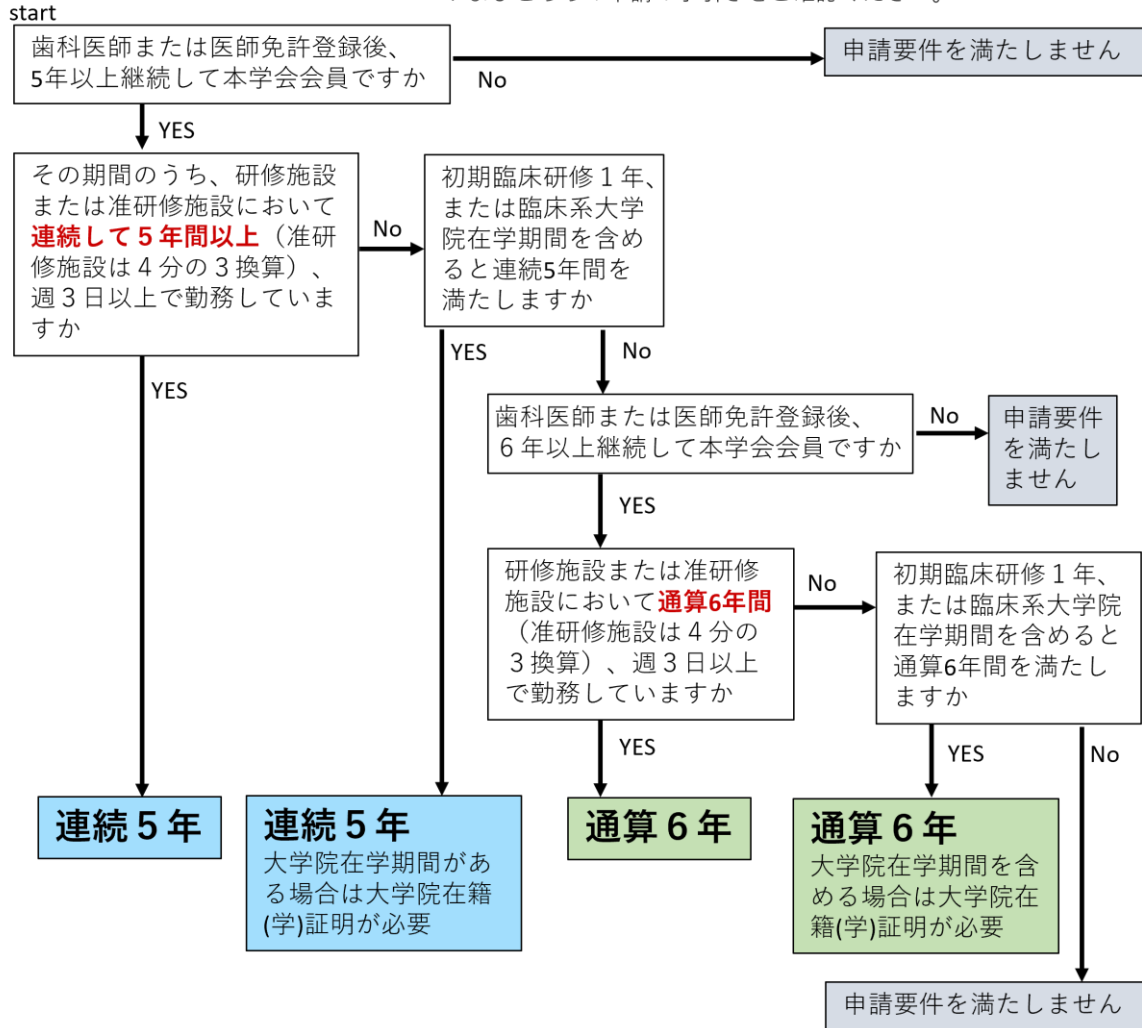 start
歯科医師または医師免許登録後、
5年以上継続して本学会会員ですか
No
申請要件を満たしません
YES
その期間のうち、研修施設
または准研修施設において
連続して５年間以上（准研
修施設は４分の３換算）、
週３日以上で勤務していま
すか
No
初期臨床研修１年、
または臨床系大学
院在学期間を含め
ると連続5年間を
満たしますか
YES
YES
No
歯科医師または医師免許登録後、
６年以上継続して本学会会員ですか
No
申請要件
を満たし
ません
YES
研修施設または准研修
施設において通算6年間
（准研修施設は４分の
３換算）、週３日以上
で勤務していますか
No
初期臨床研修１年、
または臨床系大学院
在学期間を含めると
通算6年間を満たし
ますか
YES
YES
No
連続５年
連続５年
大学院在学期間があ
る場合は大学院在籍
(学)証明が必要
通算６年
通算６年
大学院在学期間を含
める場合は大学院在
籍(学)証明が必要
申請要件を満たしません